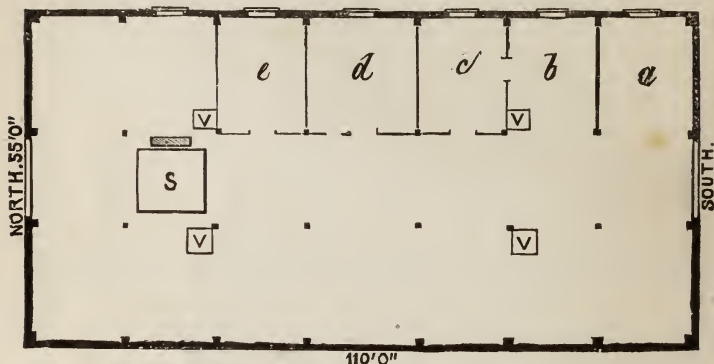 e d c b a
V V
NORTH. 55'0" S SOUTH.
V V
110'0"